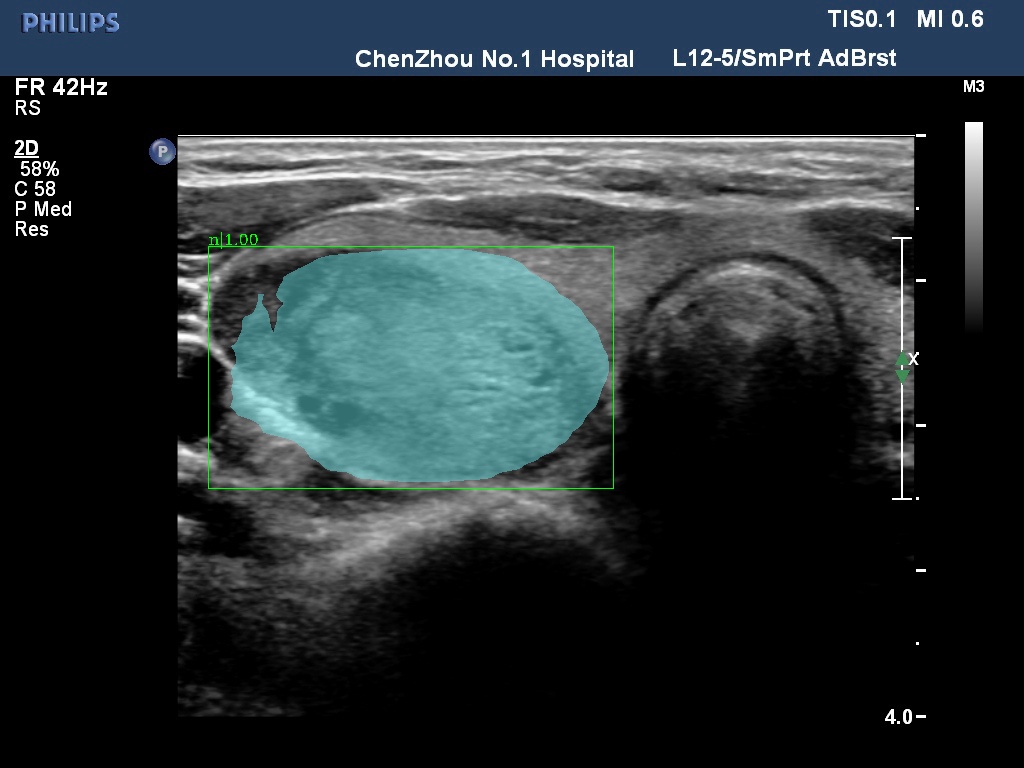 PHILIPS
TIS0.1 MI 0.6
ChenZhou No.1 Hospital L12-5/SmPrt AdBrst
FR 42Hz
RS
M3
2D
58%
C 58
P Med
Res
P
n|1.00
X
4.0